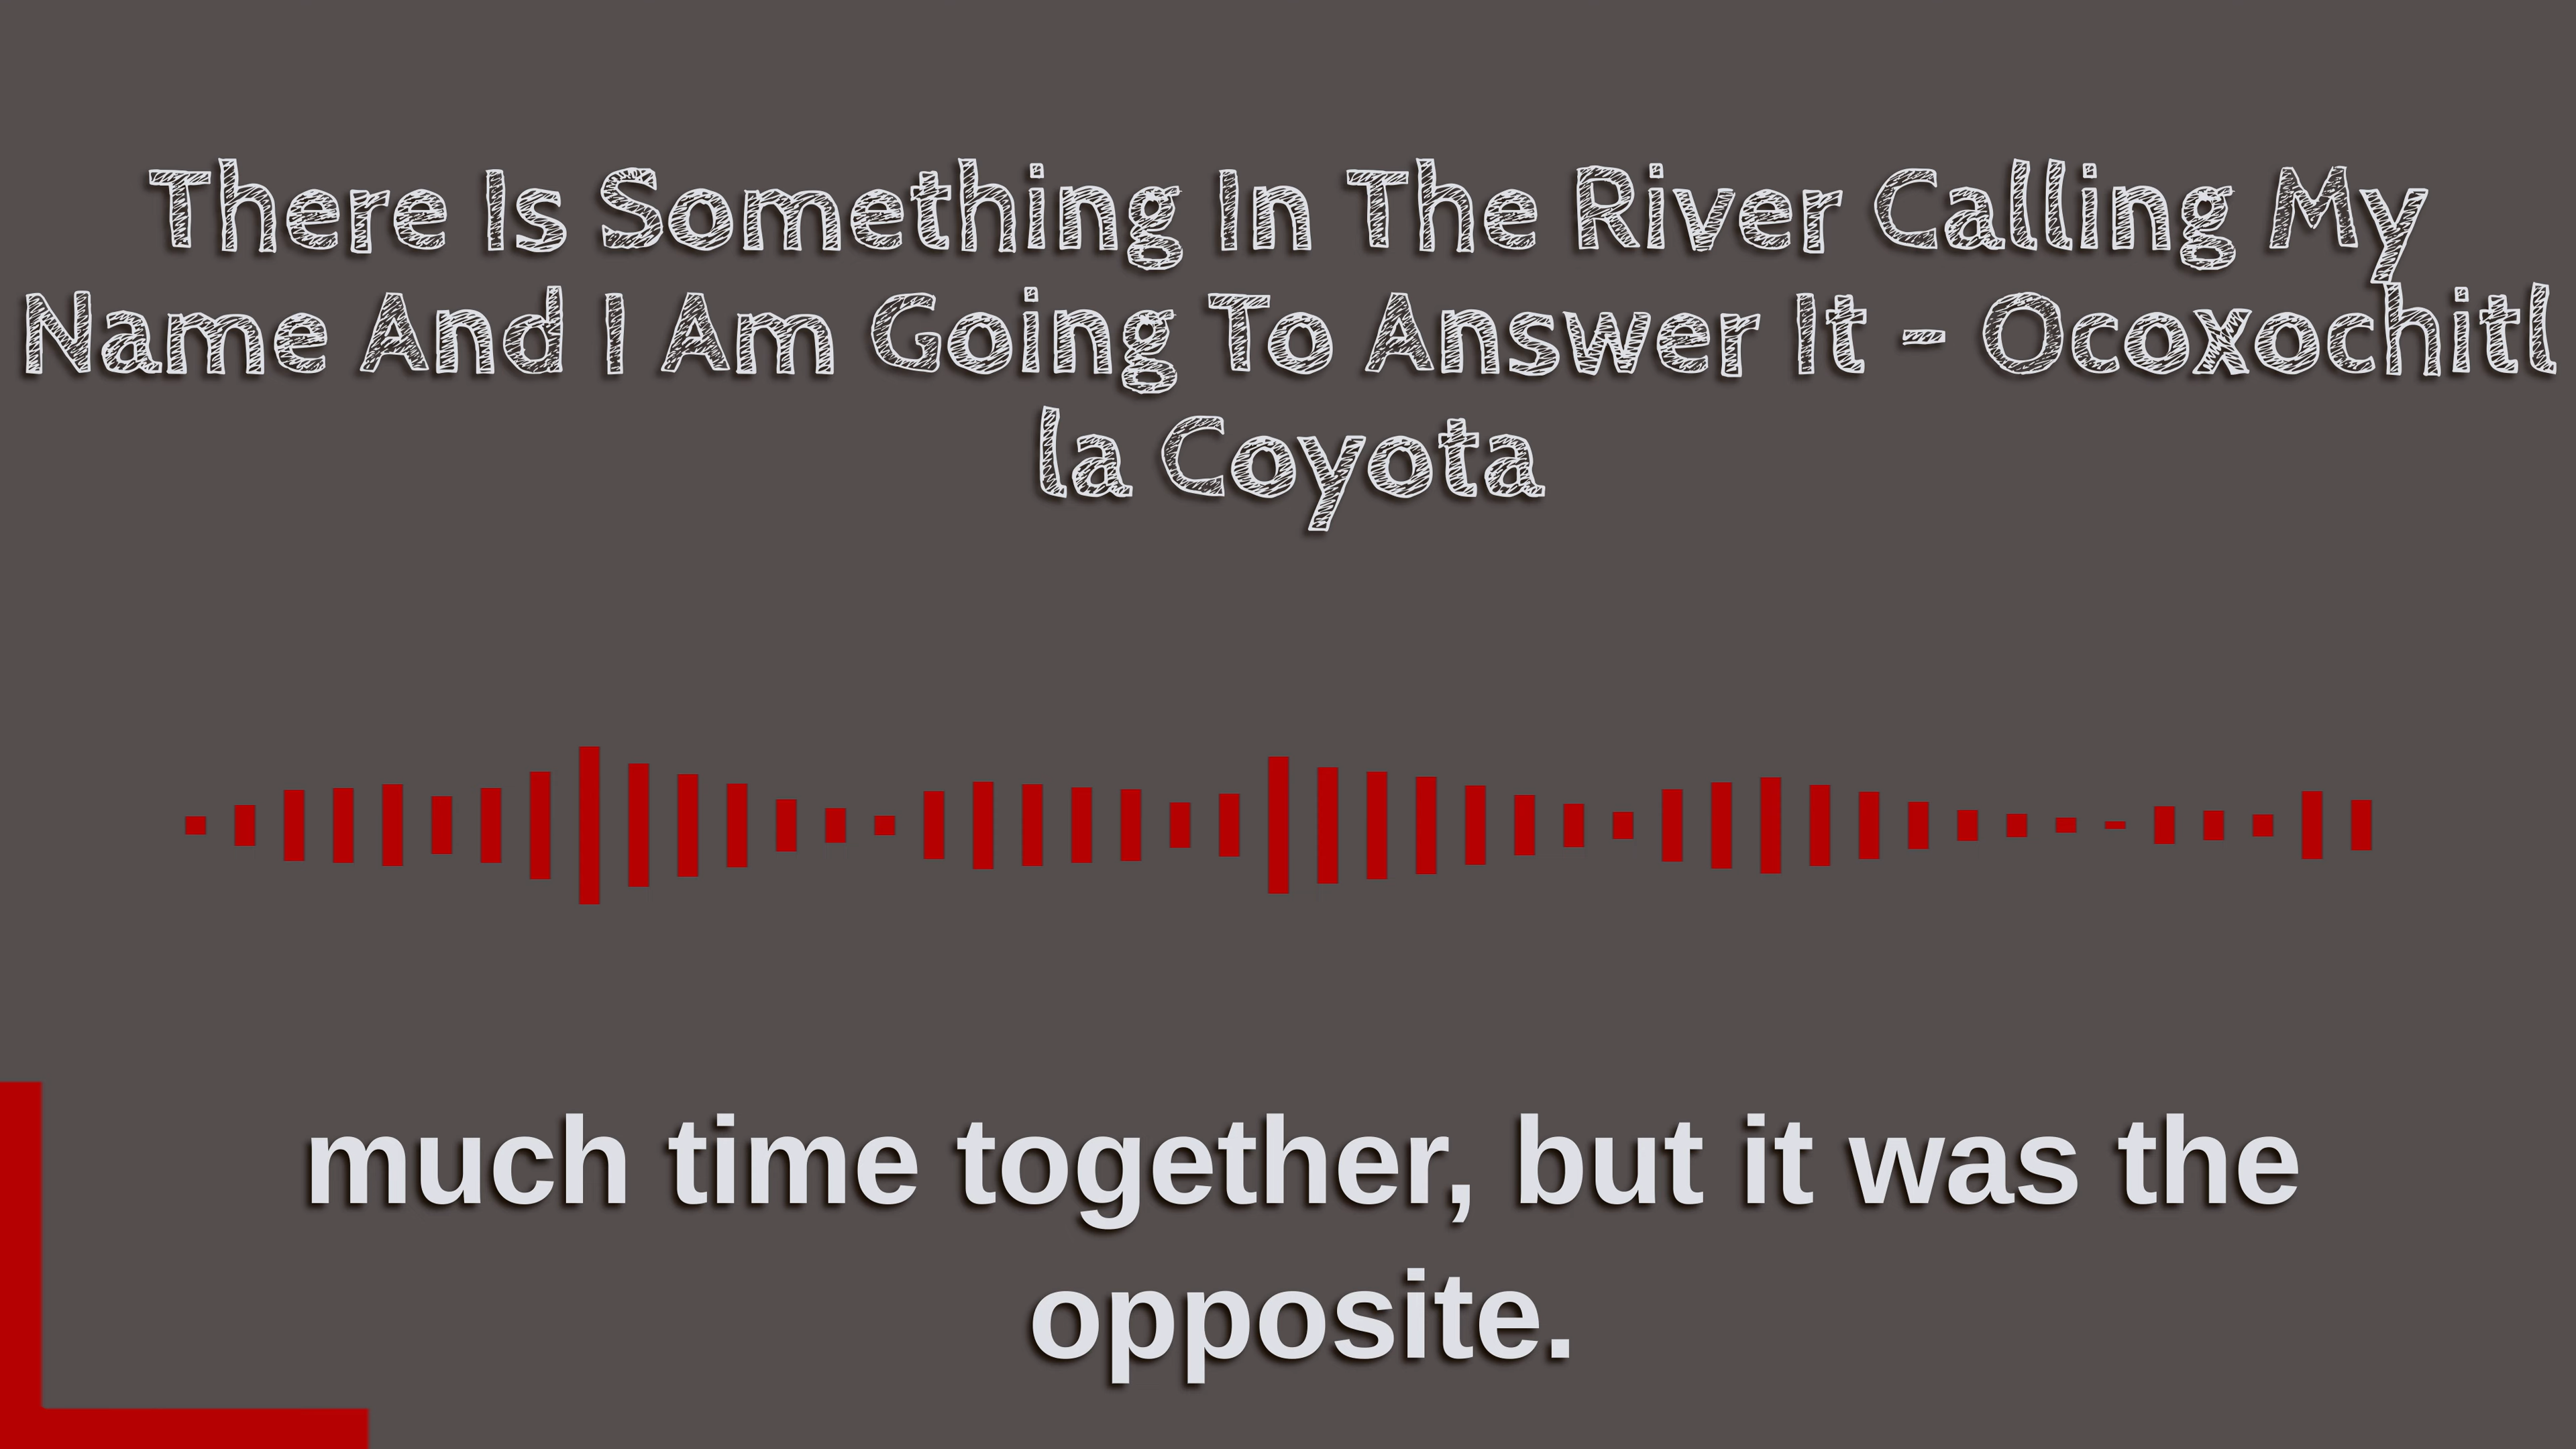 There Is Something In The River Calling My
Name And I Am Going To Answer It - Ocoxochitl
la Coyota
much time together, but it was the
opposite.